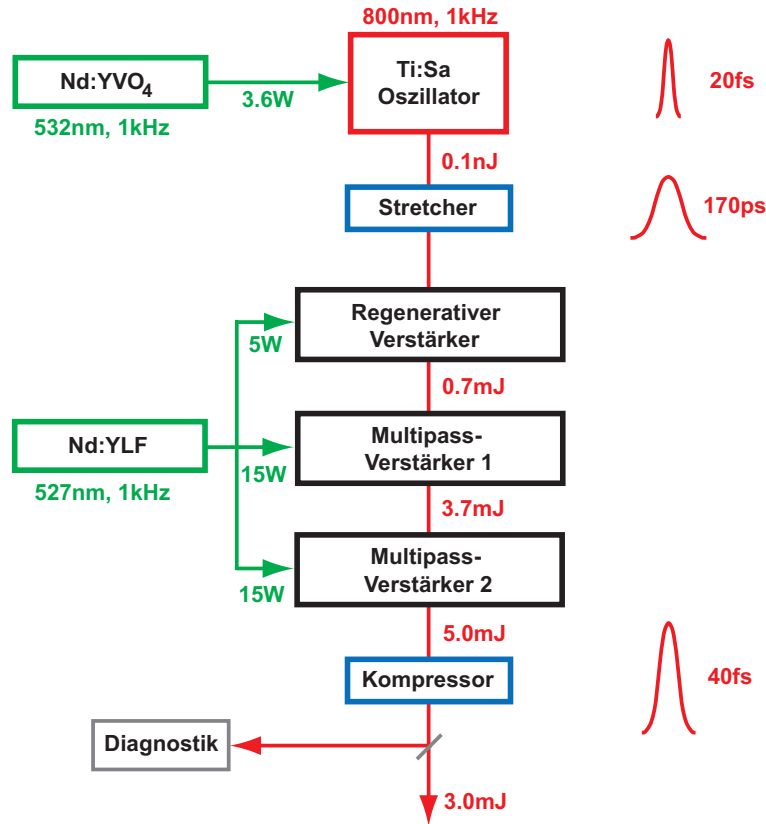 800nm, 1kHz
Nd:YVO4
3.6W
Ti:Sa
Oszillator
20fs
532nm, 1kHz
0.1nJ
Stretcher
170ps
Regenerativer
Verstärker
5W
0.7mJ
Nd:YLF
Multipass-
Verstärker 1
15W
527nm, 1kHz
3.7mJ
Multipass-
Verstärker 2
15W
5.0mJ
Kompressor
40fs
Diagnostik
3.0mJ